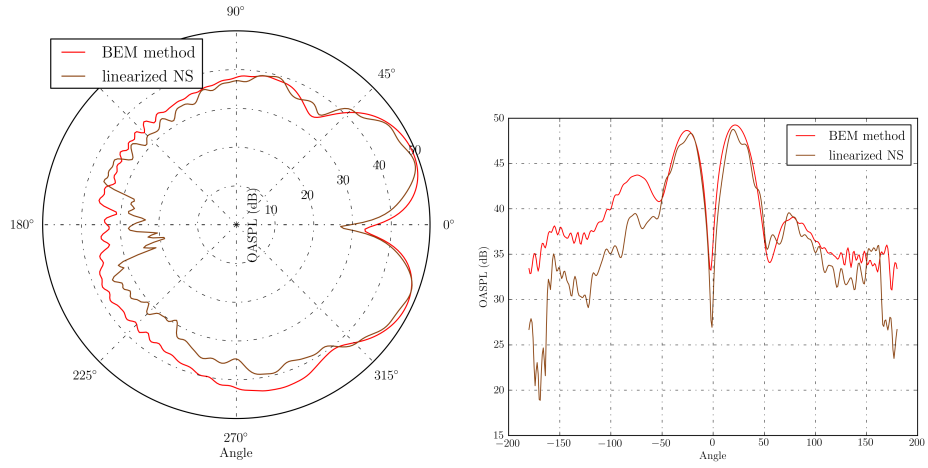 90°
BEM method
linearized NS
45°
50
40
30
20
10
OASPL (dB)
180°
0°
225°
315°
270°
Angle
50
45
40
35
30
25
20
15
OASPL (dB)
BEM method
linearized NS
−200 −150 −100 −50 0 50 100 150 200
Angle